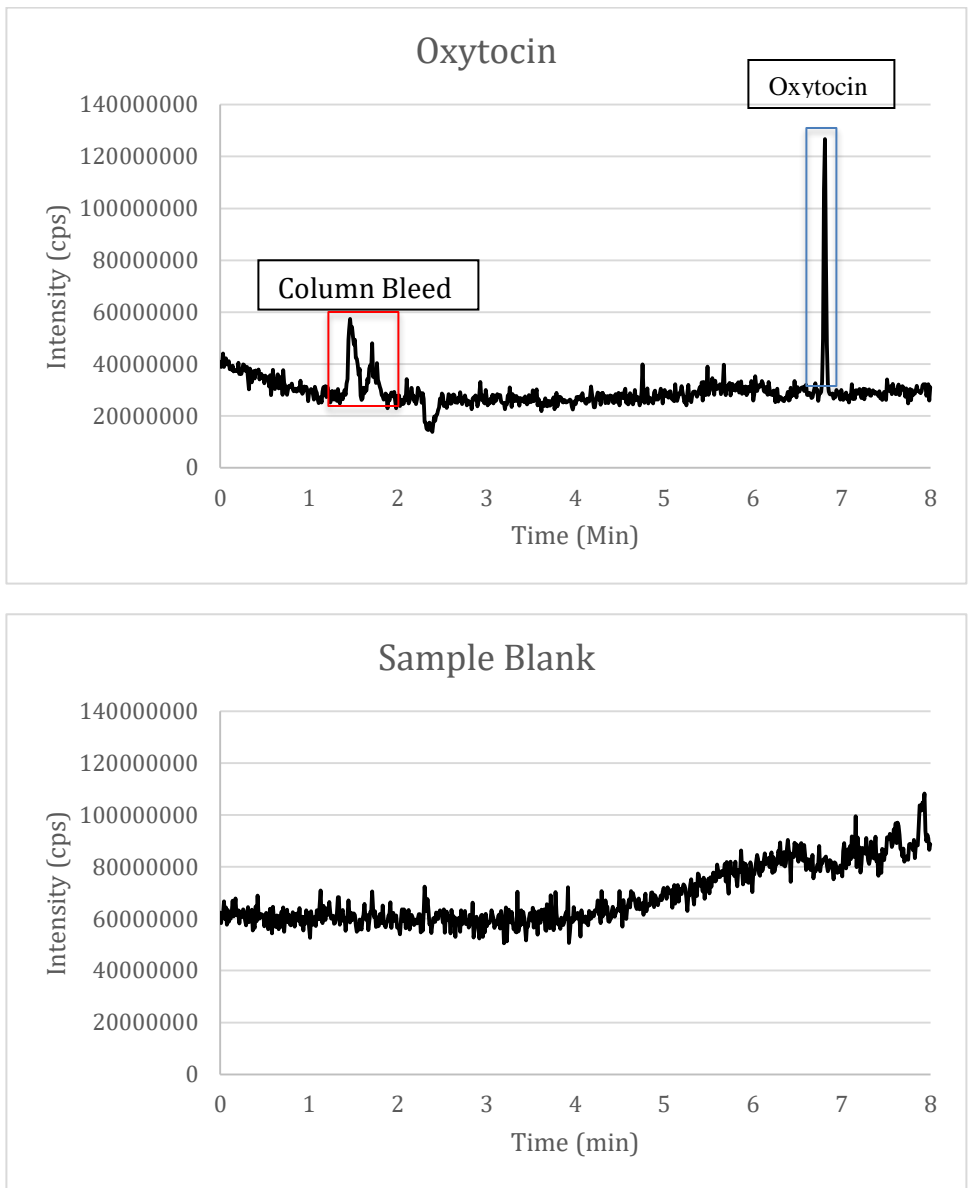 Oxytocin
Oxytocin
Column Bleed
Intensity (cps)
140000000
120000000
100000000
80000000
60000000
40000000
20000000
0
0 1 2 3 4 5 6 7 8
Time (Min)
Sample Blank
Intensity (cps)
140000000
120000000
100000000
80000000
60000000
40000000
20000000
0
0 1 2 3 4 5 6 7 8
Time (min)